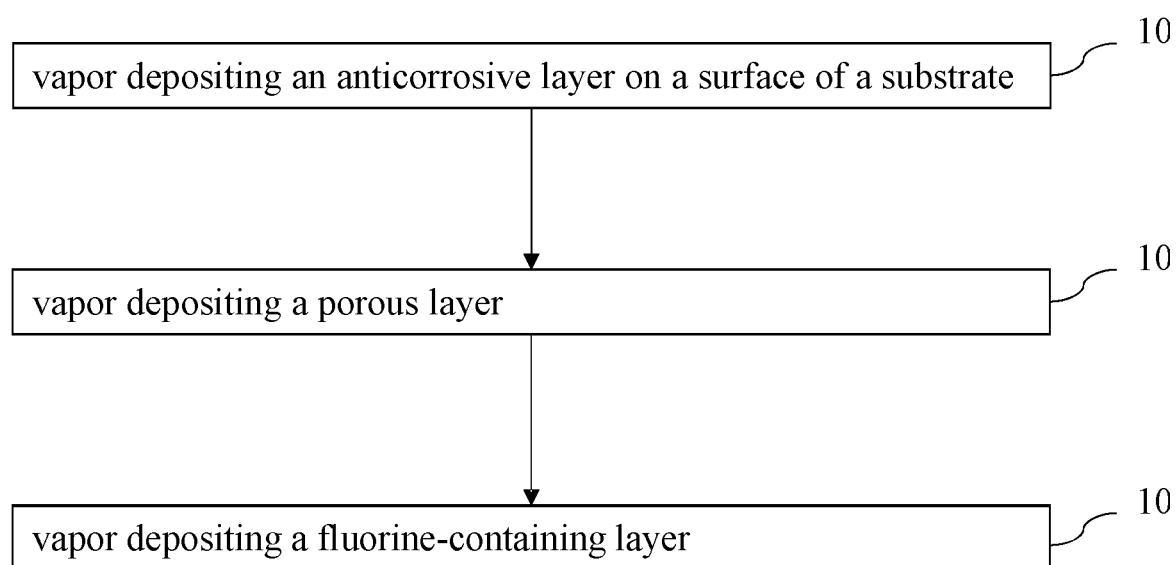 10
vapor depositing an anticorrosive layer on a surface of a substrate
10
vapor depositing a porous layer
10
vapor depositing a fluorine-containing layer